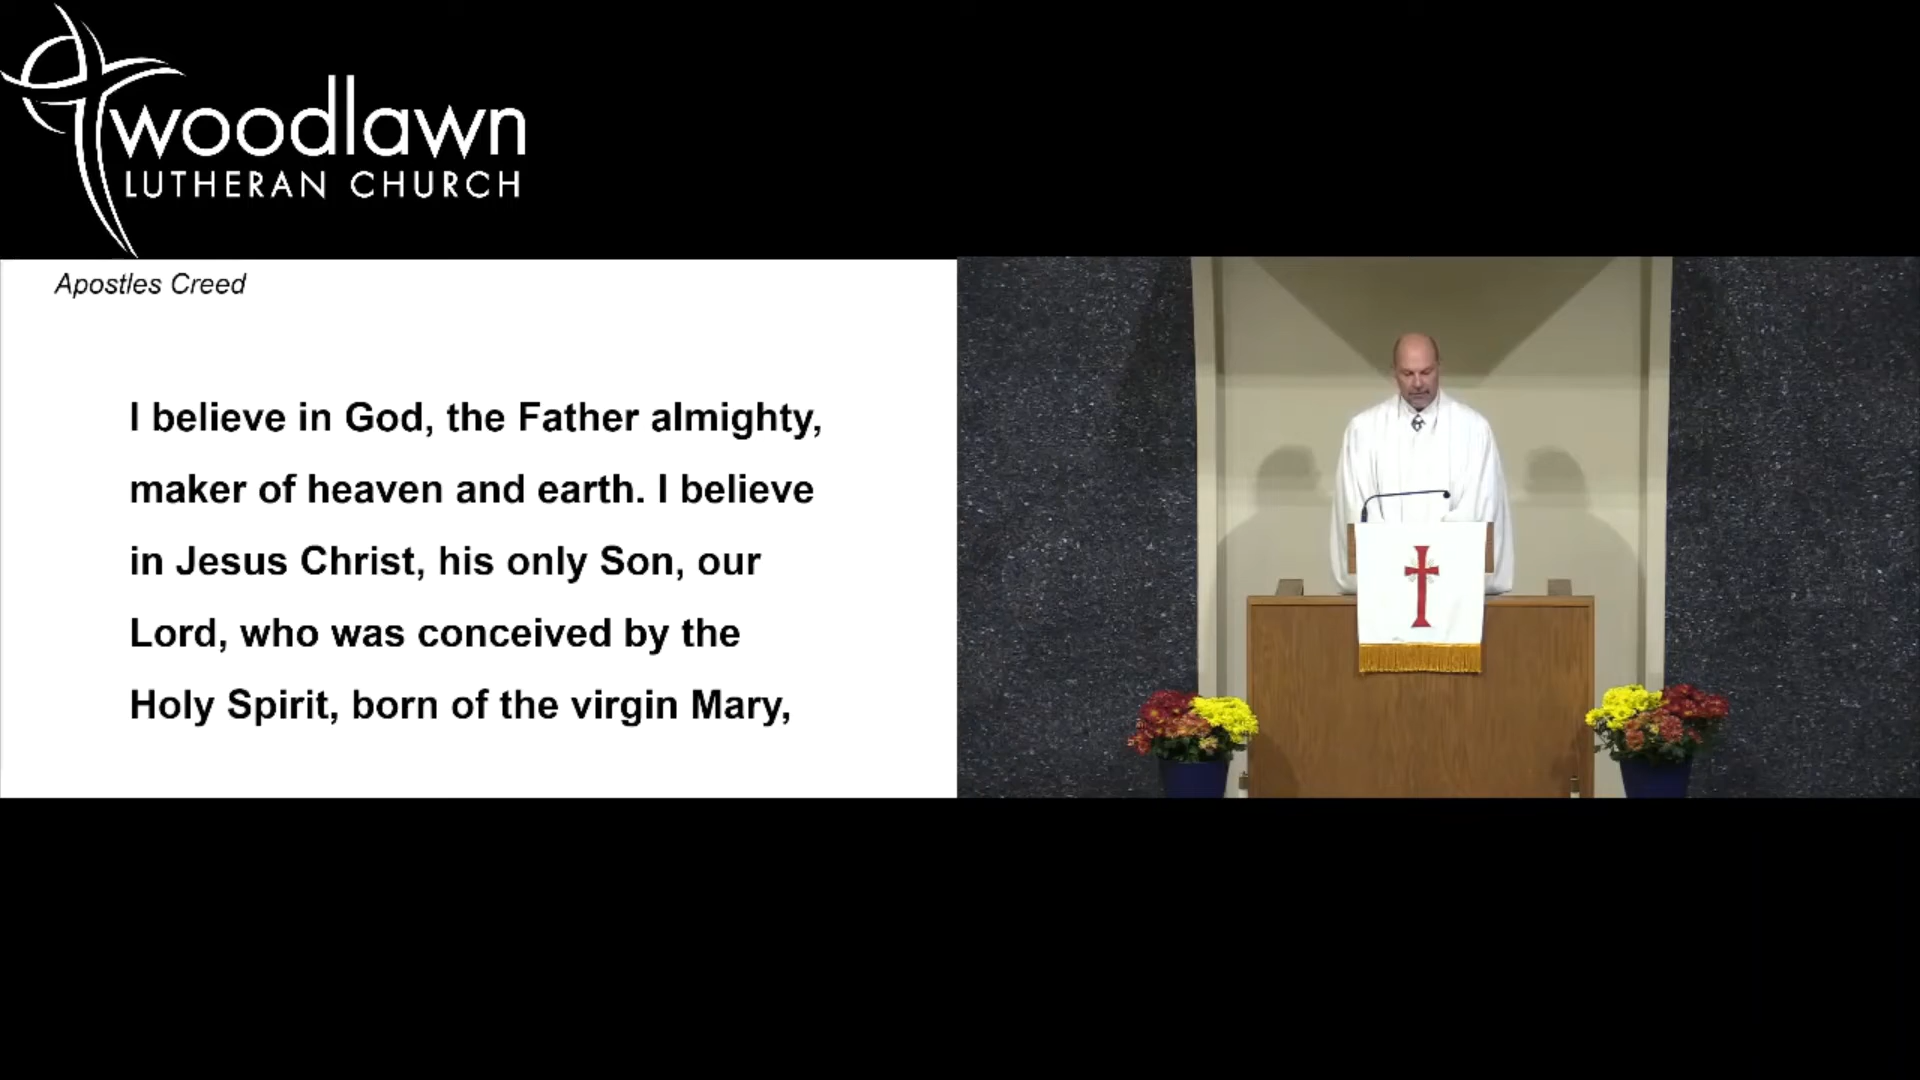 woodlawn
LUTHERAN CHURCH
Apostles Creed
I believe in God, the Father almighty,
maker of heaven and earth. I believe
in Jesus Christ, his only Son, our
Lord, who was conceived by the
Holy Spirit, born of the virgin Mary,